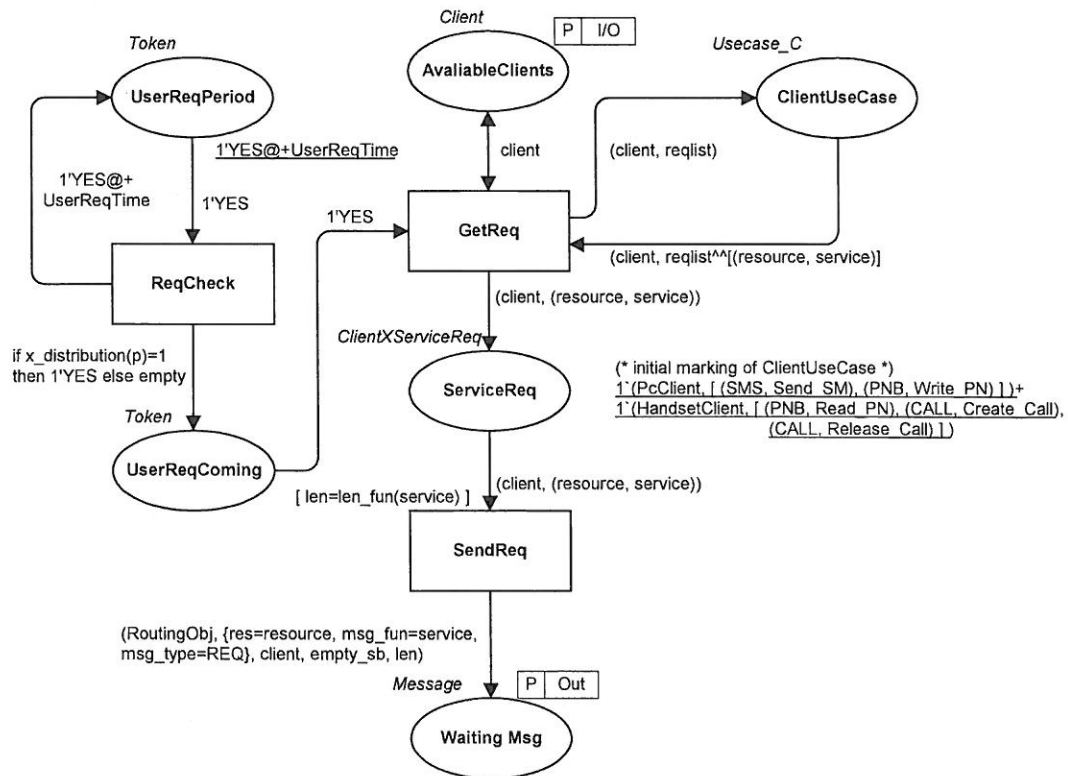 Client
P I/O
Token
Usecase_C
UserReqPeriod
AvaliableClients
ClientUseCase
1'YES@+UserReqTime
client
(client, reqlist)
1'YES@+
UserReqTime
1'YES
1'YES
GetReq
ReqCheck
(client, reqlist^^[(resource, service)]
(client, (resource, service))
ClientXServiceReq
if x_distribution(p)=1
then 1'YES else empty
ServiceReq
(* initial marking of ClientUseCase *)
1`(PcClient, [ (SMS, Send_SM), (PNB, Write_PN) ] )+
1`(HandsetClient, [ (PNB, Read_PN), (CALL, Create_Call),
(CALL, Release_Call) ] )
Token
UserReqComing
(client, (resource, service))
[ len=len_fun(service) ]
SendReq
(RoutingObj, {res=resource, msg_fun=service,
msg_type=REQ}, client, empty_sb, len)
Message
P Out
Waiting Msg